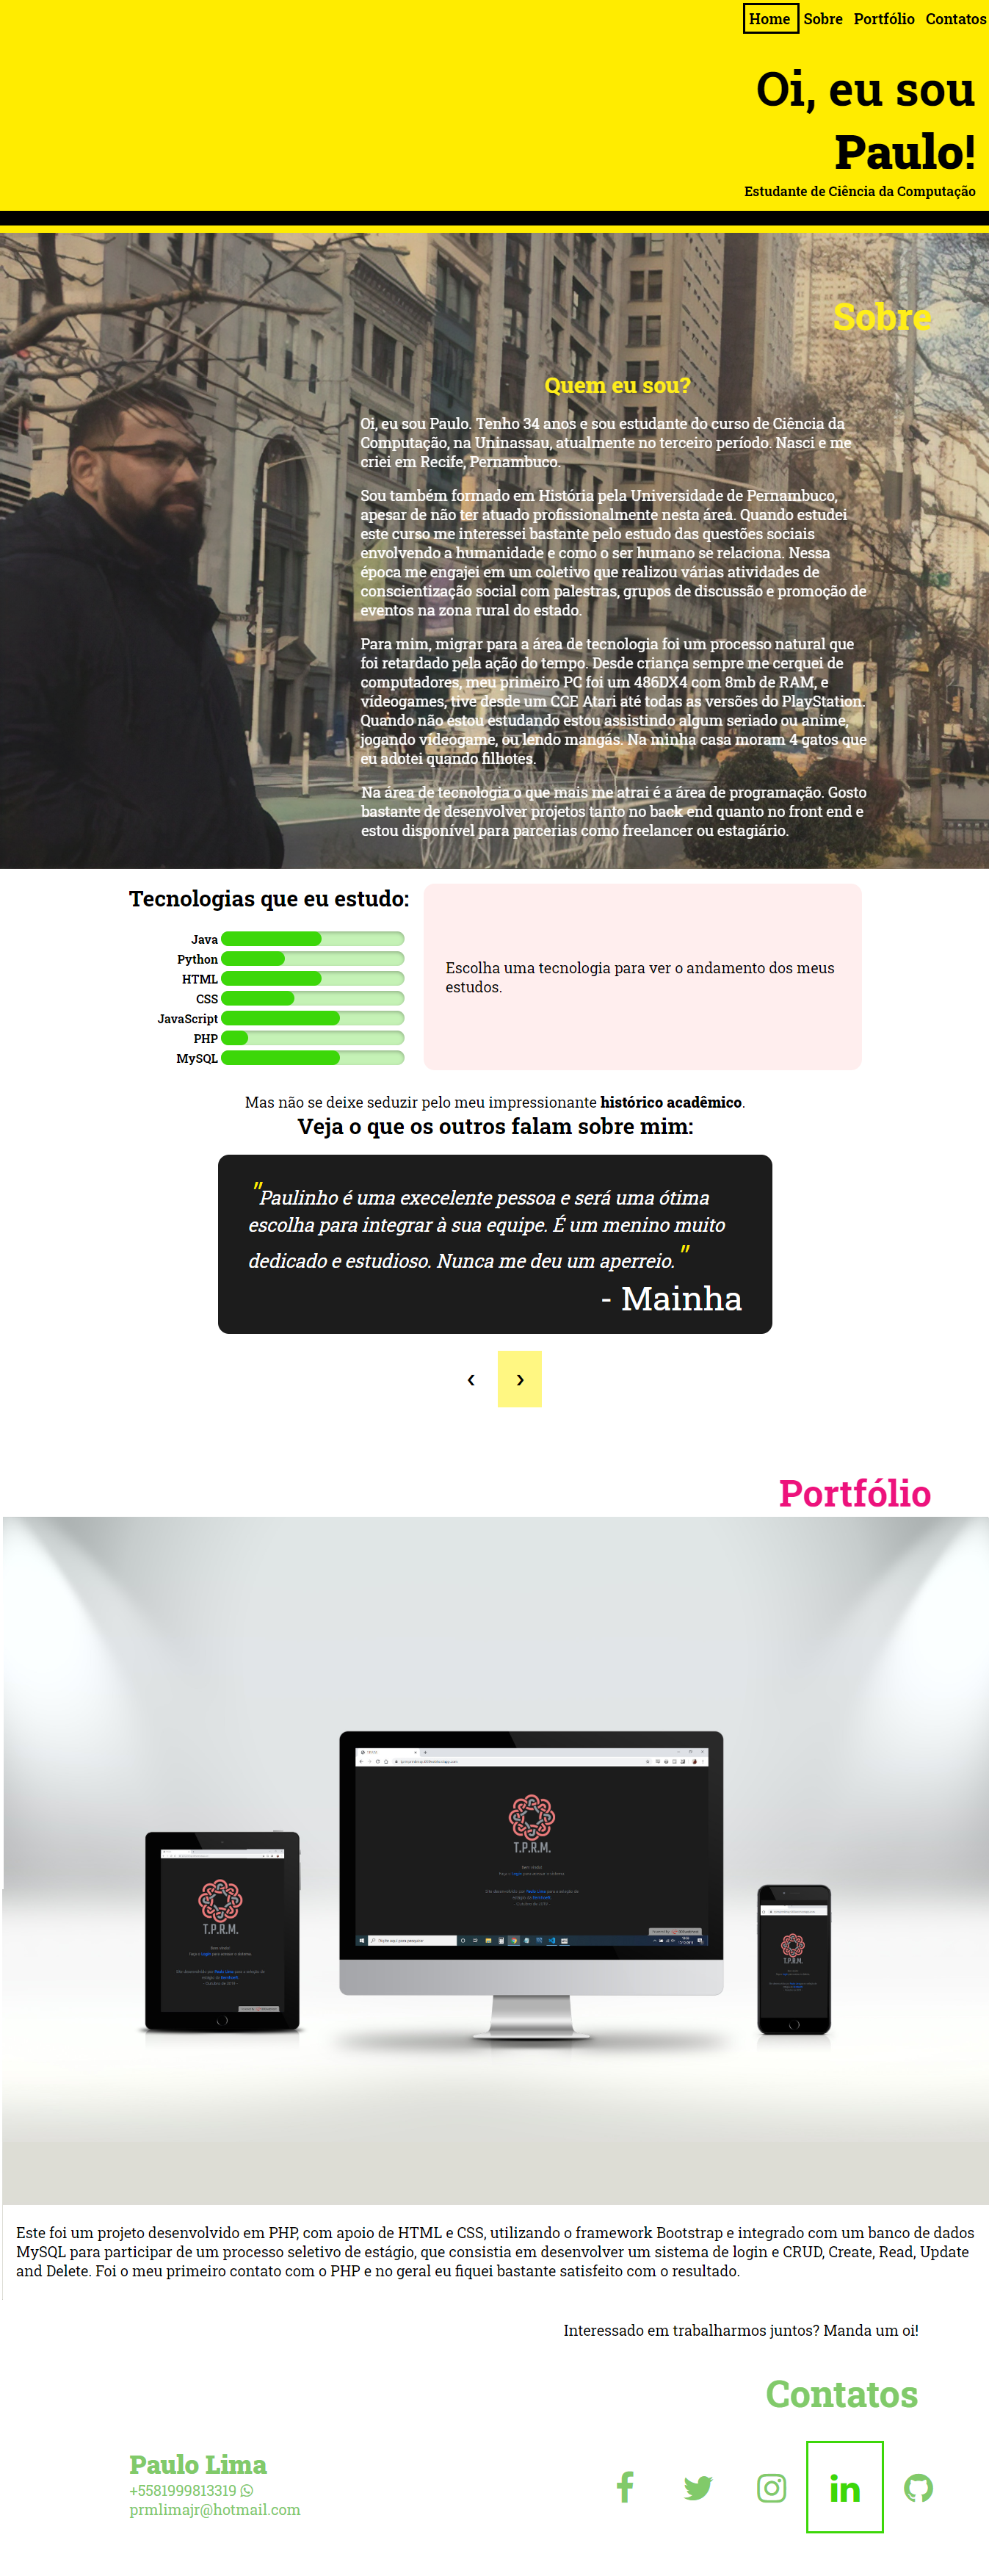 Home Sobre Portfólio Contatos
Oi, eu sou
Paulo!
Estudante de Ciência da Computação
Sobre
Quem eu sou?
Oi, eu sou Paulo. Tenho 34 anos e sou estudante do curso de Ciência da
Computação, na Uninassau, atualmente no terceiro período. Nasci e me
criei em Recife, Pernambuco.
Sou também formado em História pela Universidade de Pernambuco,
apesar de não ter atuado profissionalmente nesta área. Quando estudei
este curso me interessei bastante pelo estudo das questões sociais
envolvendo a humanidade e como o ser humano se relaciona. Nessa
época me engajei em um coletivo que realizou várias atividades de
conscientização social com palestras, grupos de discussão e promoção de
eventos na zona rural do estado.
Para mim, migrar para a área de tecnologia foi um processo natural que
foi retardado pela ação do tempo. Desde criança sempre me cerquei de
computadores, meu primeiro PC foi um 486DX4 com 8mb de RAM, e
vídeogames, tive desde um CCE Atari até todas as versões do PlayStation.
Quando não estou estudando estou assistindo algum seriado ou anime,
jogando videogame, ou lendo mangás. Na minha casa moram 4 gatos que
eu adotei quando filhotes.
Na área de tecnologia o que mais me atrai é a área de programação. Gosto
bastante de desenvolver projetos tanto no back end quanto no front end e
estou disponível para parcerias como freelancer ou estagiário.
Tecnologias que eu estudo:
Java
Python
HTML
CSS
JavaScript
PHP
MySQL
Escolha uma tecnologia para ver o andamento dos meus
estudos.
Mas não se deixe seduzir pelo meu impressionante histórico acadêmico.
Veja o que os outros falam sobre mim:
"Paulinho é uma execelente pessoa e será uma ótima
escolha para integrar à sua equipe. É um menino muito
dedicado e estudioso. Nunca me deu um aperreio."
- Mainha
‹ ›
Portfólio
T.P.R.M.
T.P.R.M.
T.P.R.M.
Este foi um projeto desenvolvido em PHP, com apoio de HTML e CSS, utilizando o framework Bootstrap e integrado com um banco de dados
MySQL para participar de um processo seletivo de estágio, que consistia em desenvolver um sistema de login e CRUD, Create, Read, Update
and Delete. Foi o meu primeiro contato com o PHP e no geral eu fiquei bastante satisfeito com o resultado.
Interessado em trabalharmos juntos? Manda um oi!
Contatos
Paulo Lima
+5581999813319
prmlimajr@hotmail.com